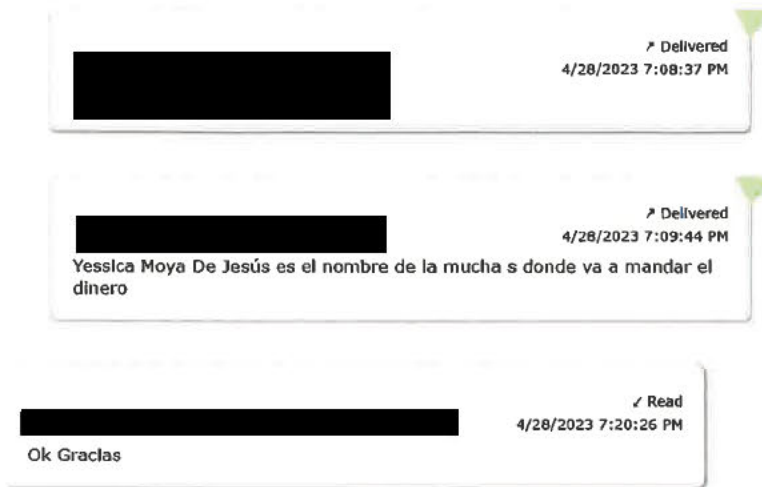 Delivered
4/28/2023 7:08:37 PM
Delivered
4/28/2023 7:09:44 PM
Yessica Moya De Jesús es el nombre de la mucha s donde va a mandar el
dinero
Read
4/28/2023 7:20:26 PM
Ok Gracias